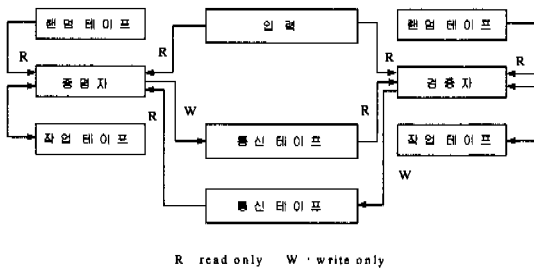 랜덤 테이프 입 력 랜덤 테이프
R R R R
증명자 검증자
W R R
작업 테이프 통신 테이프 작업 테이프
W
통신 테이프
R read only W · write only